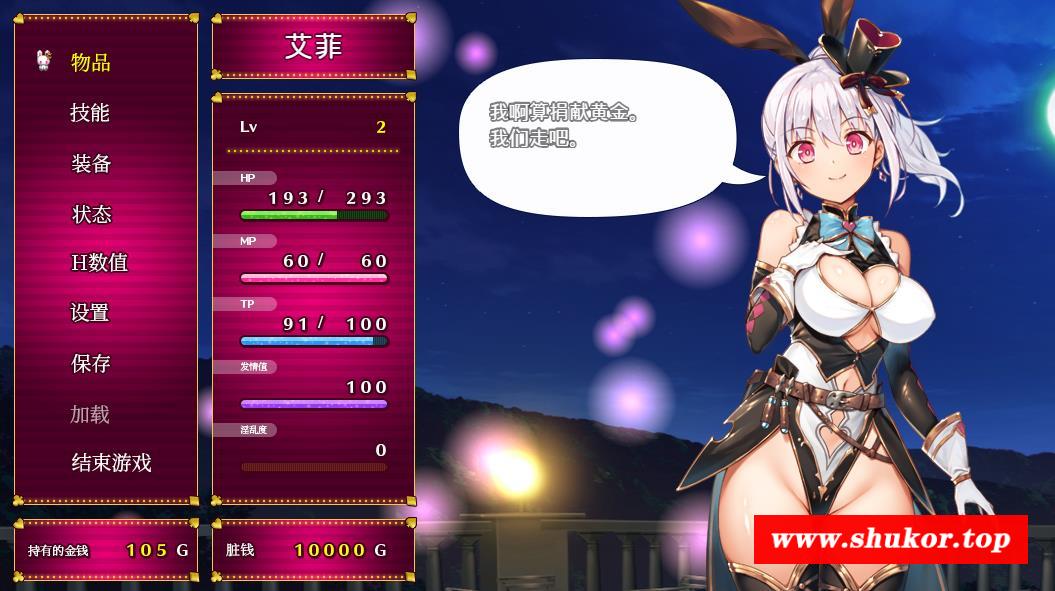 物品
技能
装备
状态
H数值
设置
保存
加载
结束游戏
持有的金钱 105 G
艾菲
Lv 2
HP
193/ 293
MP
60/ 60
TP
91/ 100
发情值
100
淫乱度
0
脏钱 10000 G
我啊算捐献黄金。
我们走吧。
www.shukor.top